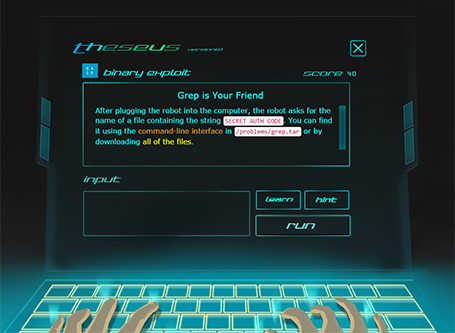 theseus
binary exploit
score 40
Grep is Your Friend
After plugging the robot into the computer, the robot asks for the
name of a file containing the string SECRET AUTH CODE. You can find
it using the command-line interface in /problems/grep.tar or by
downloading all of the files.
input
learn hint
run